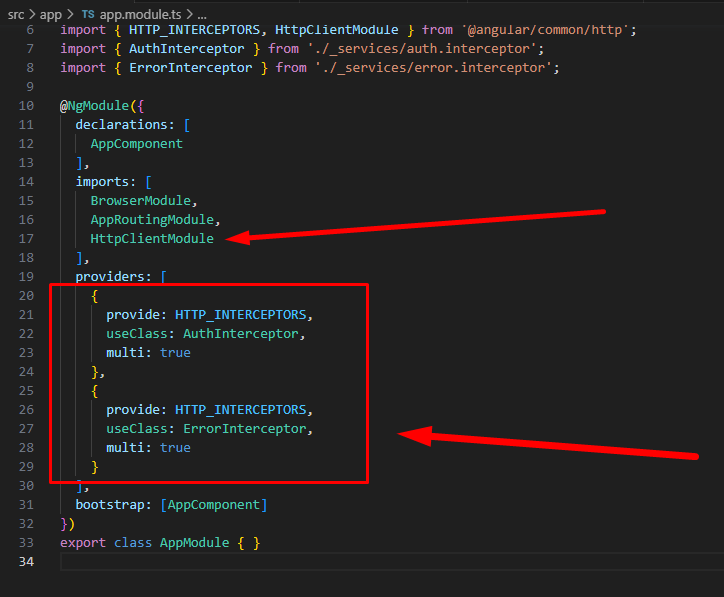 src > app > TS app.module.ts > ...
6 import { HTTP_INTERCEPTORS, HttpClientModule } from '@angular/common/http';
7 import { AuthInterceptor } from './_services/auth.interceptor';
8 import { ErrorInterceptor } from './_services/error.interceptor';
9
10 @NgModule({
11   declarations: [
12     AppComponent
13   ],
14   imports: [
15     BrowserModule,
16     AppRoutingModule,
17     HttpClientModule
18   ],
19   providers: [
20     {
21       provide: HTTP_INTERCEPTORS,
22       useClass: AuthInterceptor,
23       multi: true
24     },
25     {
26       provide: HTTP_INTERCEPTORS,
27       useClass: ErrorInterceptor,
28       multi: true
29     }
30   ],
31   bootstrap: [AppComponent]
32 })
33 export class AppModule { }
34